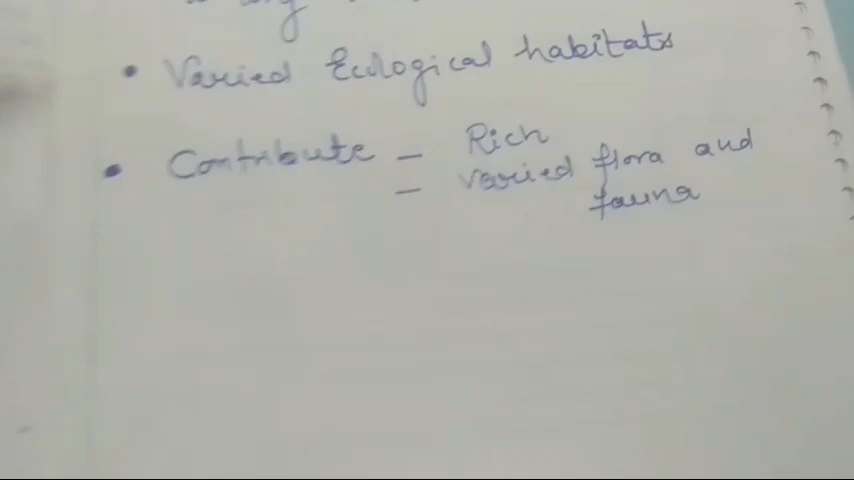 • Varied Ecological habitats
• Contribute – Rich
– varied flora and
fauna